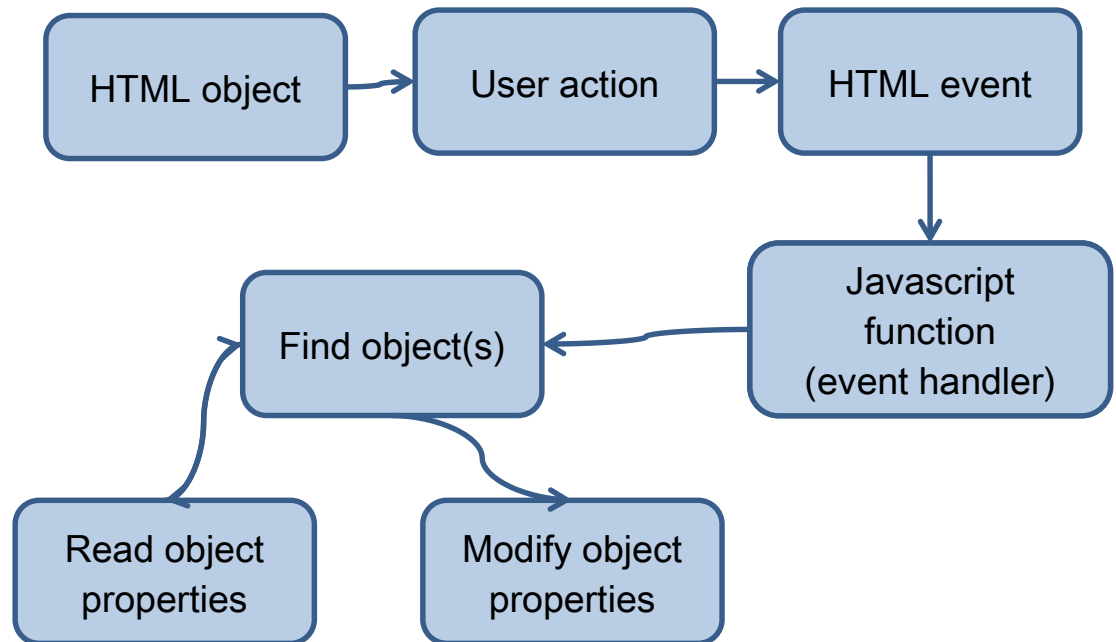 HTML object
User action
HTML event
Javascript
function
(event handler)
Find object(s)
Read object
properties
Modify object
properties